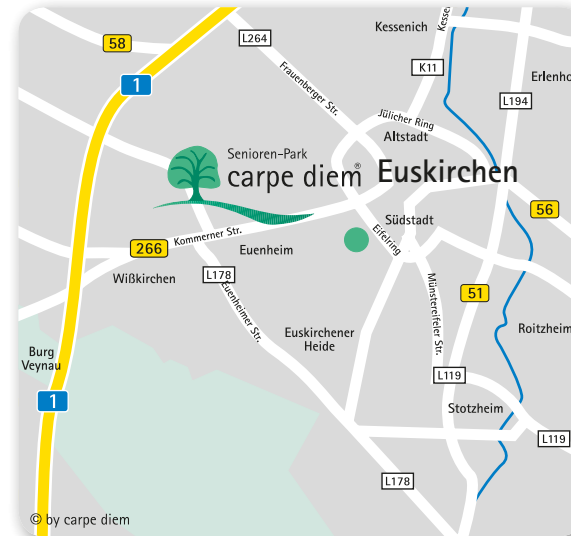 Kessenich
Kesse
58
L264
K11
Erlenho
1
Frauenberger Str.
L194
Jülicher Ring
Altstadt
Senioren-Park
carpe diem®
Euskirchen
56
Südstadt
Eifelring
Kommerner Str.
266
Euenheim
Wißkirchen
L178
51
Euenheimer Str.
Münstereifeler Str.
Euskirchener
Heide
Roitzheim
Burg
Veynau
L119
1
Stotzheim
L119
L178
© by carpe diem